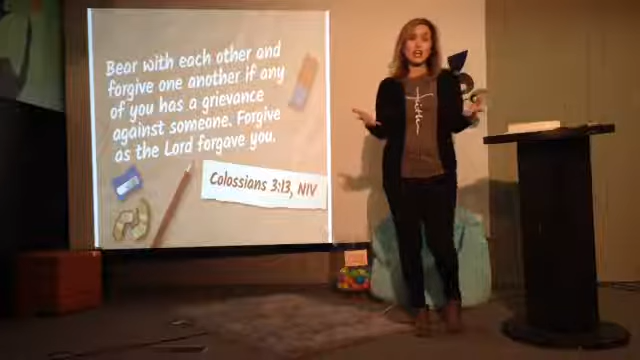 Bear with each other and
forgive one another if any
of you has a grievance
against someone. Forgive
as the Lord forgave you.
Colossians 3:13, NIV
faith